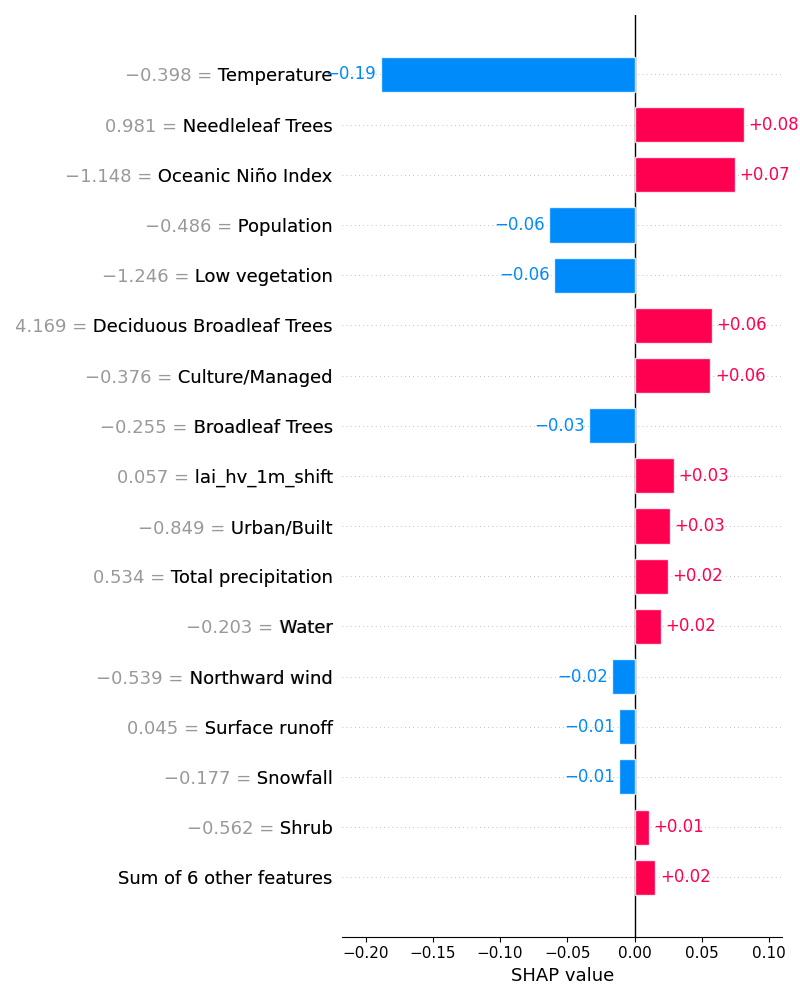 −0.398 = Temperature −0.19
0.981 = Needleleaf Trees +0.08
−1.148 = Oceanic Niño Index +0.07
−0.486 = Population −0.06
−1.246 = Low vegetation −0.06
4.169 = Deciduous Broadleaf Trees +0.06
−0.376 = Culture/Managed +0.06
−0.255 = Broadleaf Trees −0.03
0.057 = lai_hv_1m_shift +0.03
−0.849 = Urban/Built +0.03
0.534 = Total precipitation +0.02
−0.203 = Water +0.02
−0.539 = Northward wind −0.02
0.045 = Surface runoff −0.01
−0.177 = Snowfall −0.01
−0.562 = Shrub +0.01
Sum of 6 other features +0.02
−0.20 −0.15 −0.10 −0.05 0.00 0.05 0.10
SHAP value